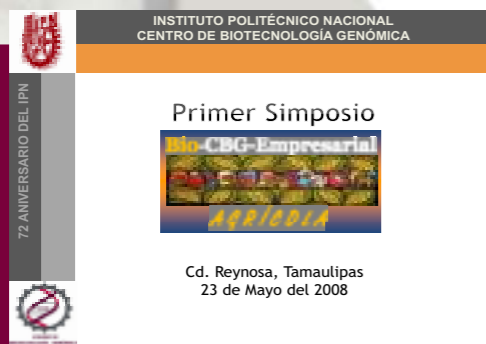 INSTITUTO POLITÉCNICO NACIONAL
CENTRO DE BIOTECNOLOGÍA GENÓMICA
72 ANIVERSARIO DEL IPN
Primer Simposio
Bio-CBG-Empresarial
AGRÍCOLA
Cd. Reynosa, Tamaulipas
23 de Mayo del 2008